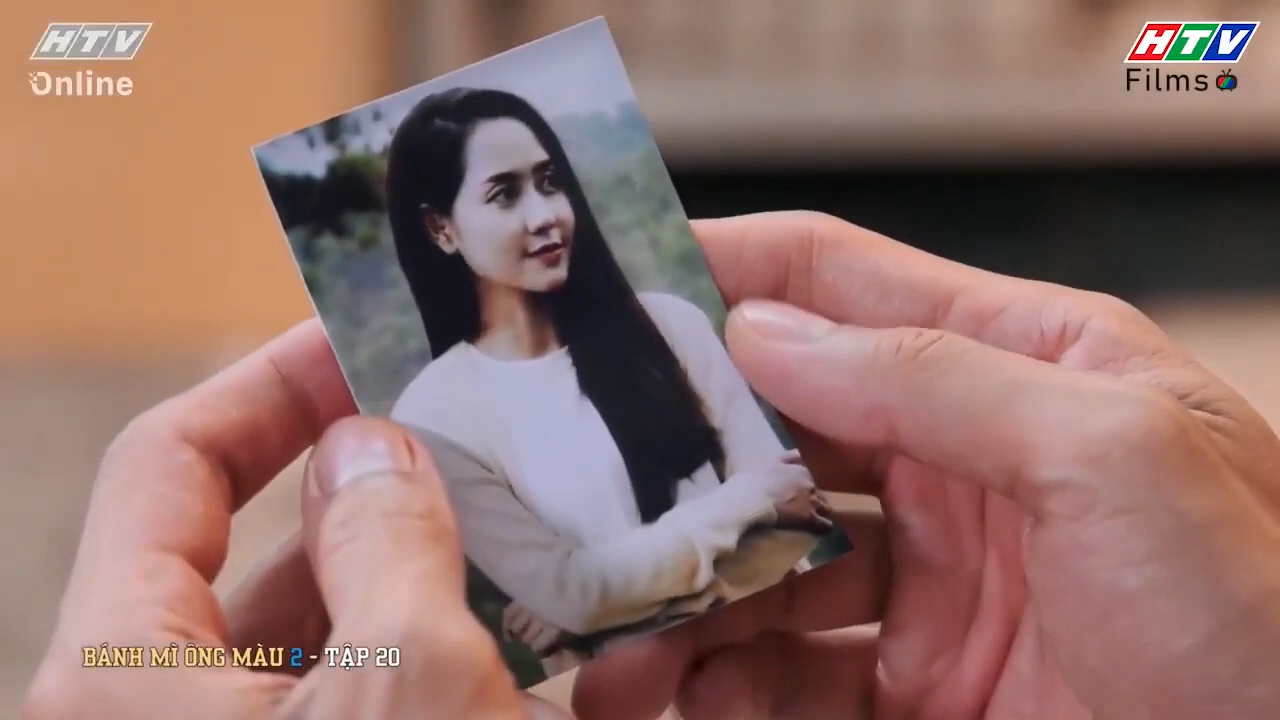 HTV
Online
HTV
Films
BÁNH MÌ ÔNG MÀU 2 - TẬP 20